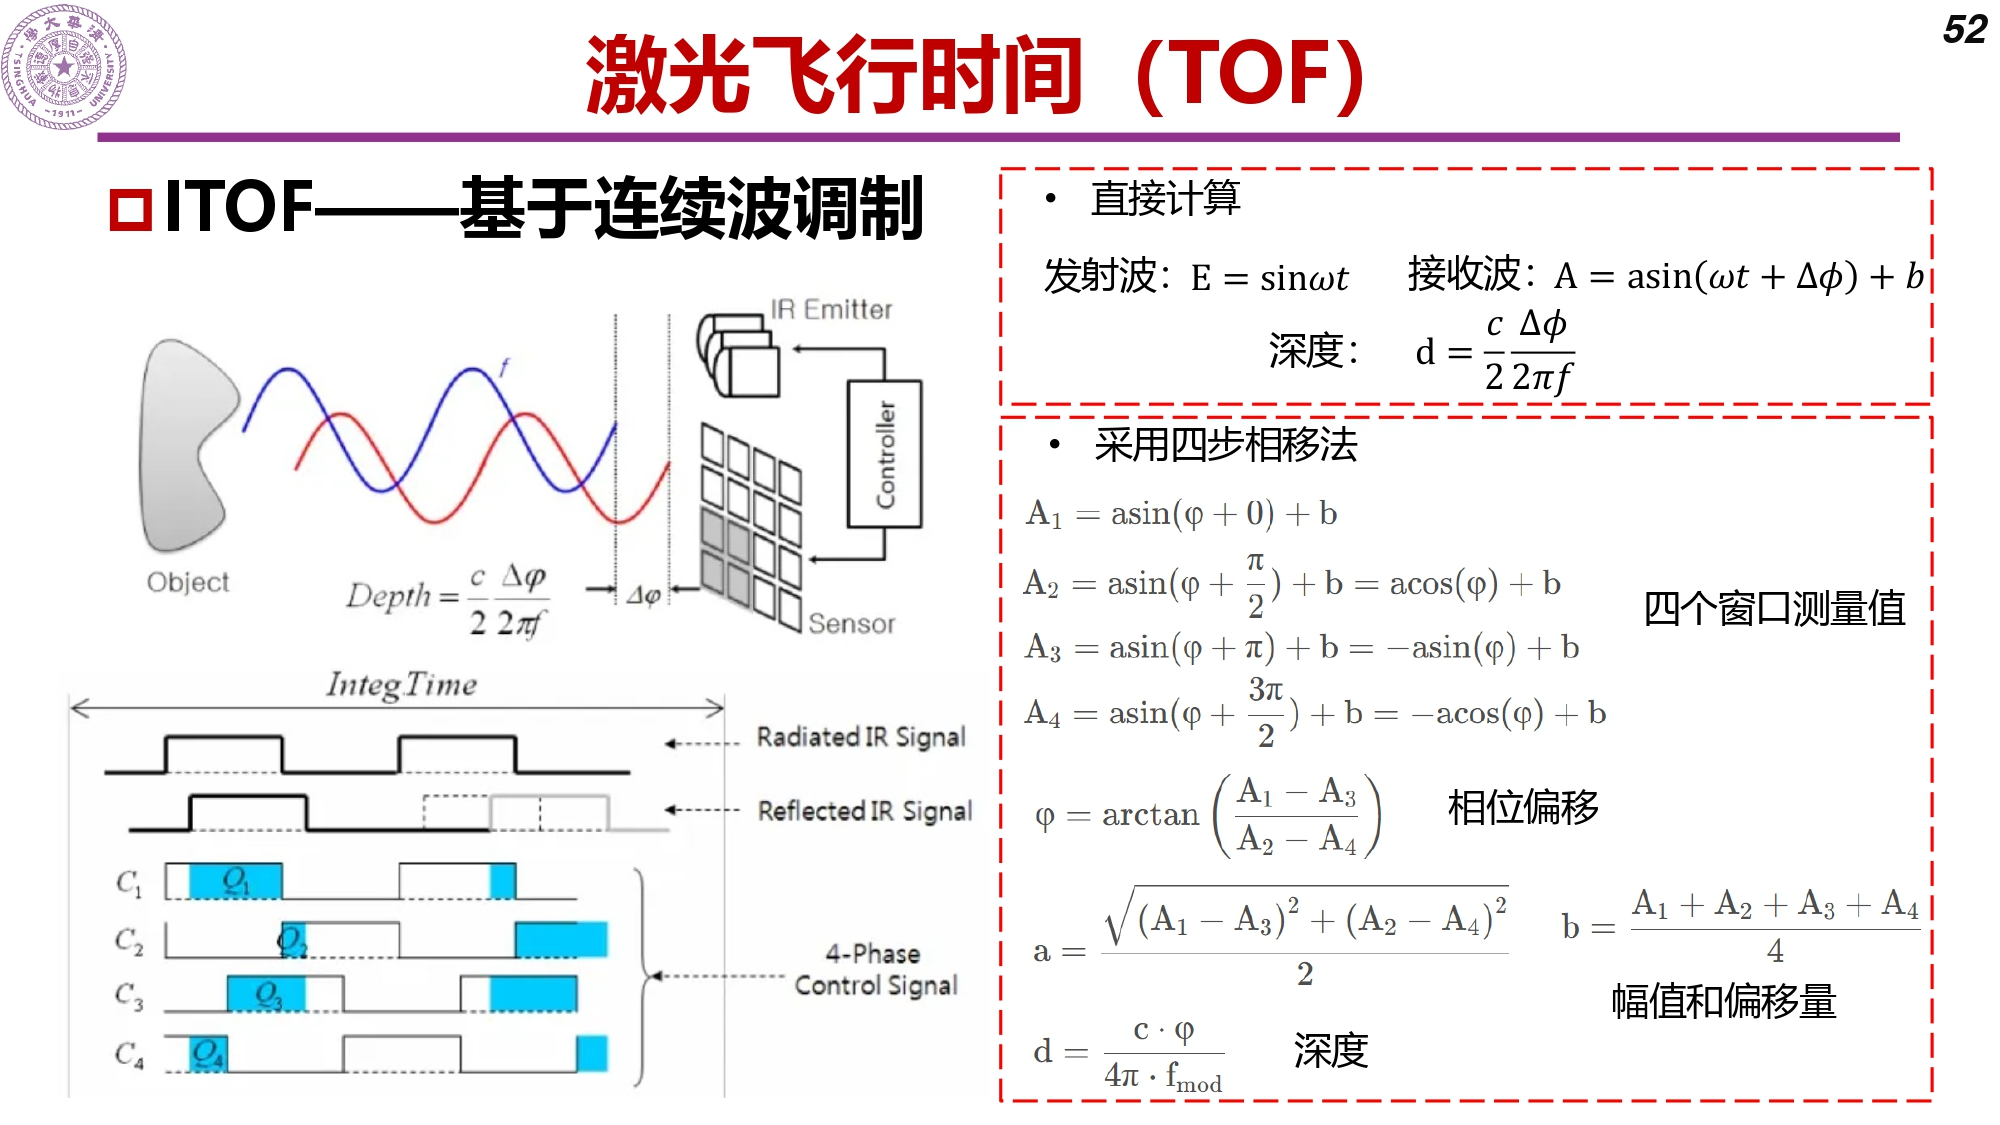 52
激光飞行时间（TOF）
TSINGHUA UNIVERSITY
-1911-
ITOF——基于连续波调制
IR Emitter
f
Controller
Object
Depth = c/2 Δφ/2πf
Δφ
Sensor
Integ.Time
Radiated IR Signal
Reflected IR Signal
C₁ Q₁
C₂ Q₂
C₃ Q₃
C₄ Q₄
4-Phase
Control Signal
• 直接计算
发射波：E = sinωt 接收波：A = asin(ωt + Δϕ) + b
深度： d = c/2 Δϕ/2πf
• 采用四步相移法
A₁ = asin(φ + 0) + b
A₂ = asin(φ + π/2) + b = acos(φ) + b
四个窗口测量值
A₃ = asin(φ + π) + b = −asin(φ) + b
A₄ = asin(φ + 3π/2) + b = −acos(φ) + b
φ = arctan((A₁ − A₃)/(A₂ − A₄)) 相位偏移
a = √((A₁ − A₃)² + (A₂ − A₄)²)/2 b = (A₁ + A₂ + A₃ + A₄)/4
幅值和偏移量
d = c · φ/4π · f_mod 深度